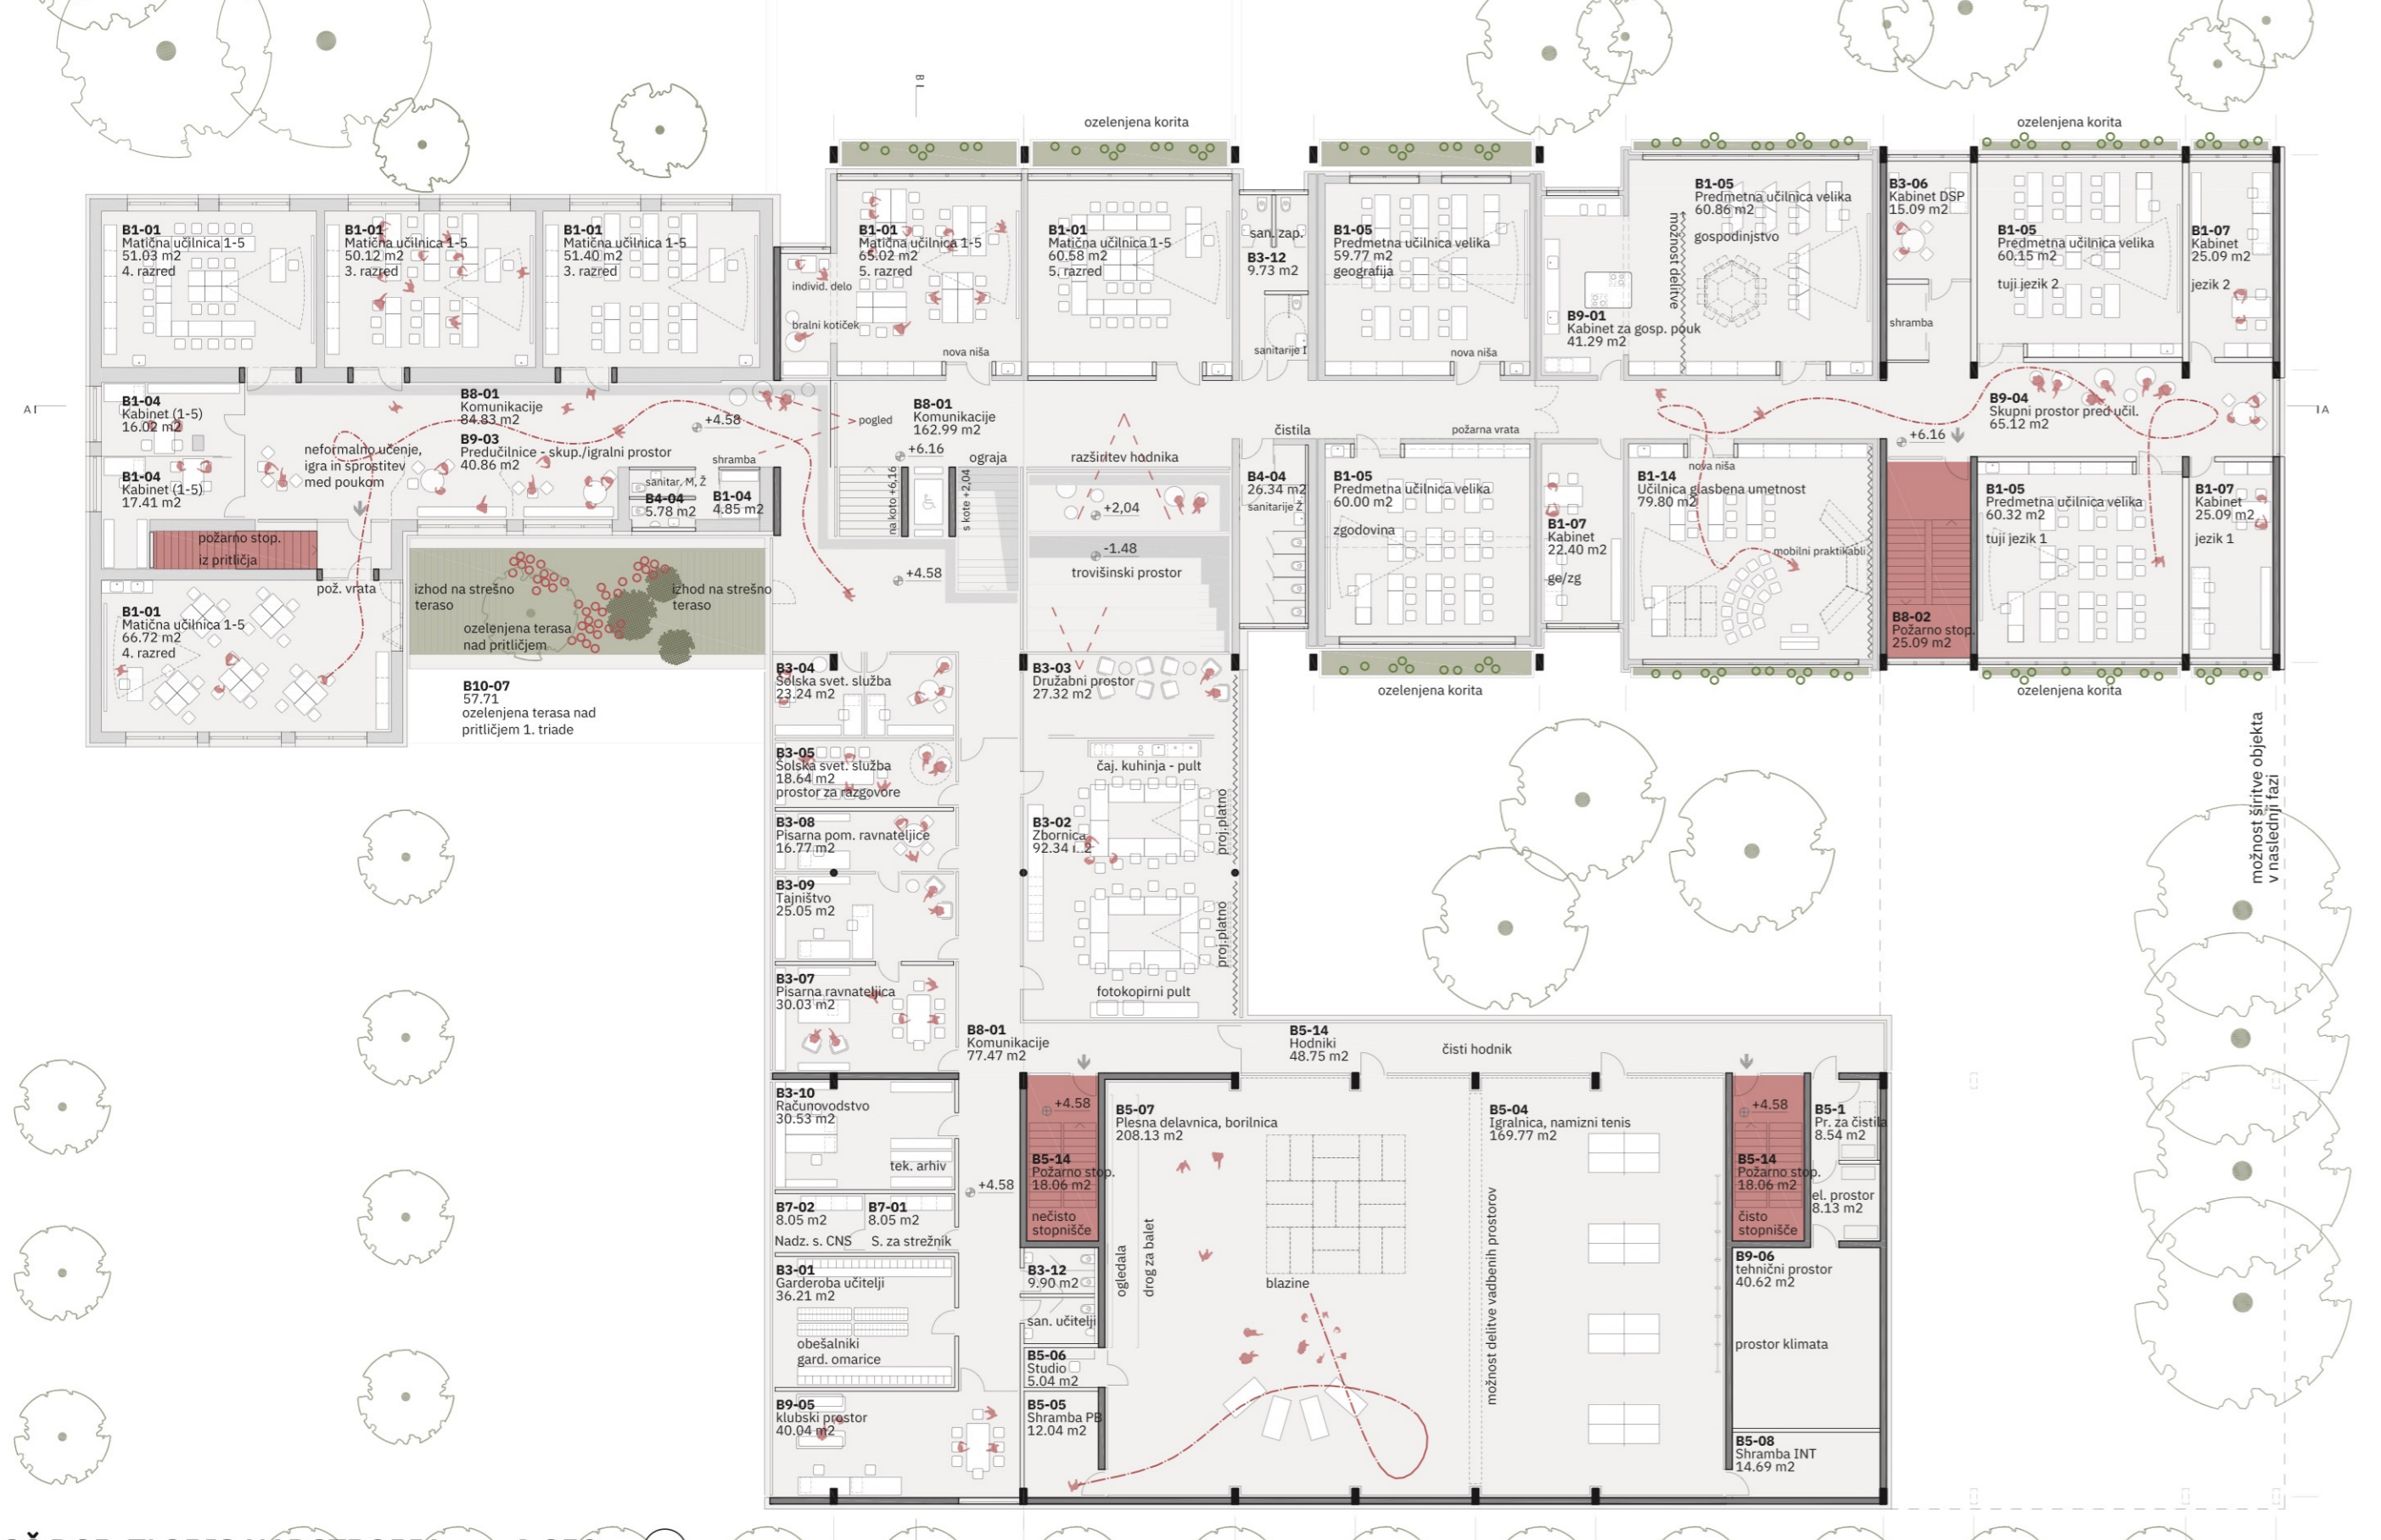 B
ozelenjena korita
ozelenjena korita
B1-01
Matična učilnica 1-5
51.03 m2
4. razred
B1-01
Matična učilnica 1-5
50.12 m2
3. razred
B1-01
Matična učilnica 1-5
51.40 m2
3. razred
individ. delo
bralni kotiček
B1-01
Matična učilnica 1-5
65.02 m2
5. razred
nova niša
B1-01
Matična učilnica 1-5
60.58 m2
5. razred
san. zap.
B3-12
9.73 m2
sanitarije I
B1-05
Predmetna učilnica velika
59.77 m2
geografija
nova niša
B9-01
Kabinet za gosp. pouk
41.29 m2
možnost delitve
B1-05
Predmetna učilnica velika
60.86 m2
gospodinjstvo
B3-06
Kabinet DSP
15.09 m2
shramba
B1-05
Predmetna učilnica velika
60.15 m2
tuji jezik 2
B1-07
Kabinet
25.09 m2
jezik 2
A
A
B1-04
Kabinet (1-5)
16.02 m2
B1-04
Kabinet (1-5)
17.41 m2
neformalno učenje,
igra in sprostitev
med poukom
B8-01
Komunikacije
84.83 m2
B9-03
Predučilnice - skup./igralni prostor
40.86 m2
+4.58
pogled
shramba
sanitar. M, Ž
B4-04
5.78 m2
B1-04
4.85 m2
B8-01
Komunikacije
162.99 m2
+6.16
na koto +6,16
ograja
s kote +2,04
razširitev hodnika
+2,04
-1.48
trovišinski prostor
+4.58
čistila
B4-04
26.34 m2
sanitarije Ž
požarna vrata
B1-05
Predmetna učilnica velika
60.00 m2
zgodovina
B1-07
Kabinet
22.40 m2
ge/zg
nova niša
B1-14
Učilnica glasbena umetnost
79.80 m2
mobilni praktikabli
B9-04
Skupni prostor pred učil.
65.12 m2
+6.16
B8-02
Požarno stop.
25.09 m2
B1-05
Predmetna učilnica velika
60.32 m2
tuji jezik 1
B1-07
Kabinet
25.09 m2
jezik 1
požarno stop.
iz pritličja
pož. vrata
B1-01
Matična učilnica 1-5
66.72 m2
4. razred
izhod na strešno
teraso
izhod na strešno
teraso
ozelenjena terasa
nad pritličjem
B10-07
57.71
ozelenjena terasa nad
pritličjem 1. triade
ozelenjena korita
ozelenjena korita
možnost širitve objekta
v naslednji fazi
B3-04
Šolska svet. služba
23.24 m2
B3-03
Družabni prostor
27.32 m2
B3-05
Šolska svet. služba
18.64 m2
prostor za razgovore
čaj. kuhinja - pult
B3-08
Pisarna pom. ravnateljice
16.77 m2
B3-02
Zbornica
proj.platno
B3-09
Tajništvo
25.05 m2
proj.platno
B3-07
Pisarna ravnateljica
30.03 m2
fotokopirni pult
B8-01
Komunikacije
77.47 m2
B5-14
Hodniki
48.75 m2
čisti hodnik
B3-10
Računovodstvo
30.53 m2
tek. arhiv
+4.58
B5-14
Požarno stop.
18.06 m2
nečisto
stopnišče
+4.58
B5-07
Plesna delavnica, borilnica
208.13 m2
ogledala
drog za balet
blazine
B5-04
Igralnica, namizni tenis
169.77 m2
možnost delitve vadbenih prostorov
+4.58
B5-14
Požarno stop.
18.06 m2
čisto
stopnišče
B5-1
Pr. za čistila
8.54 m2
el. prostor
8.13 m2
B7-02
8.05 m2
Nadz. s. CNS
B7-01
8.05 m2
S. za strežnik
B3-01
Garderoba učitelji
36.21 m2
obešalniki
gard. omarice
B3-12
9.90 m2
san. učitelji
B5-06
Studio
5.04 m2
B9-06
tehnični prostor
40.62 m2
prostor klimata
B9-05
klubski prostor
40.04 m2
B5-05
Shramba PB
12.04 m2
B5-08
Shramba INT
14.69 m2